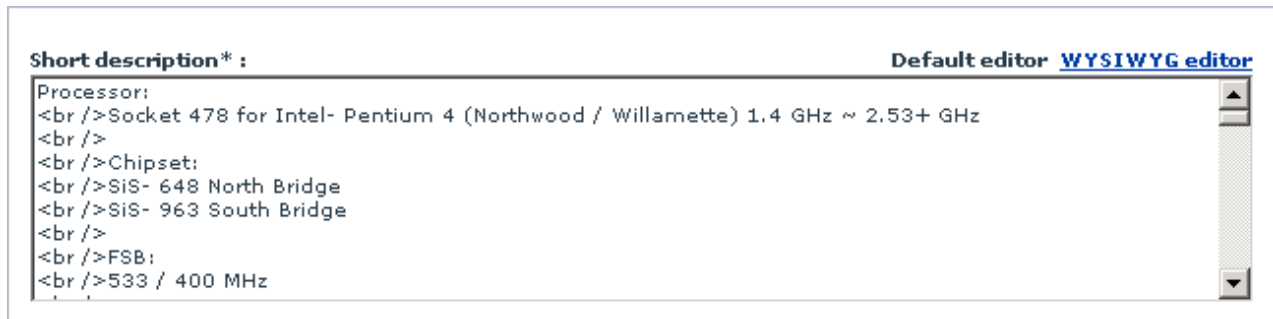 Short description* :
Default editor WYSIWYG editor
Processor:
<br />Socket 478 for Intel- Pentium 4 (Northwood / Willamette) 1.4 GHz ~ 2.53+ GHz
<br />
<br />Chipset:
<br />SiS- 648 North Bridge
<br />SiS- 963 South Bridge
<br />
<br />FSB:
<br />533 / 400 MHz